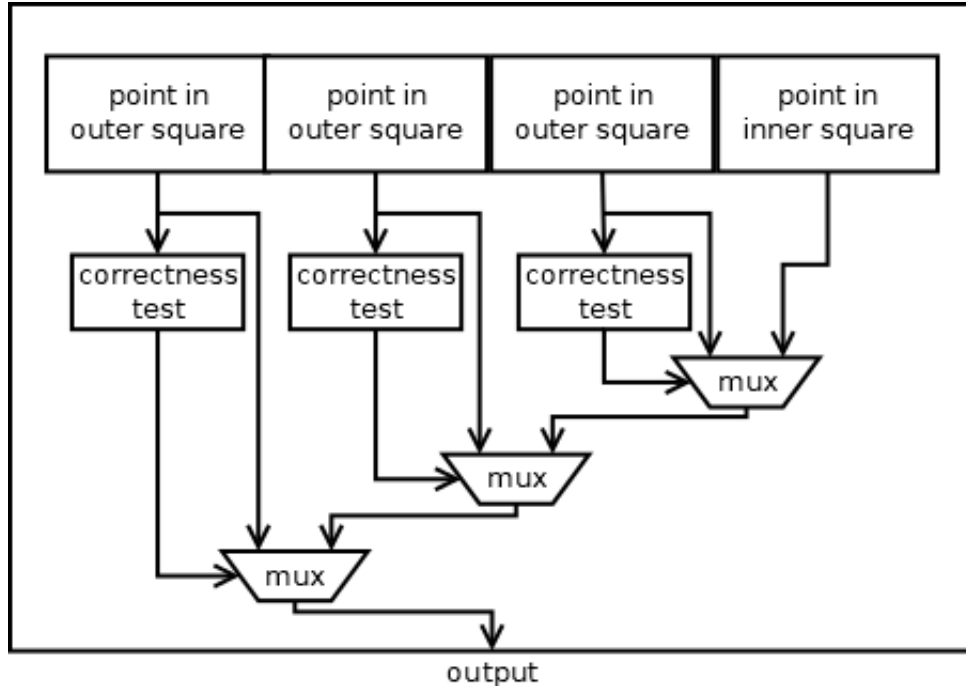 point in
outer square
point in
outer square
point in
outer square
point in
inner square
correctness
test
correctness
test
correctness
test
mux
mux
mux
output